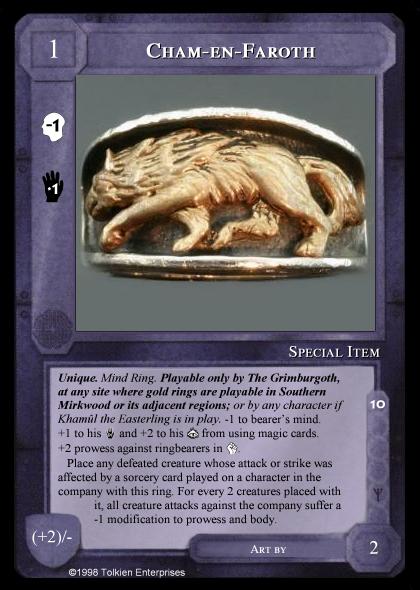 1
CHAM-EN-FAROTH
-1
-1
SPECIAL ITEM
Unique. Mind Ring. Playable only by The Grimburgoth,
at any site where gold rings are playable in Southern
Mirkwood or its adjacent regions; or by any character if
Khamûl the Easterling is in play. -1 to bearer's mind.
+1 to his and +2 to his from using magic cards.
+2 prowess against ringbearers in .
Place any defeated creature whose attack or strike was
affected by a sorcery card played on a character in the
company with this ring. For every 2 creatures placed with
it, all creature attacks against the company suffer a
-1 modification to prowess and body.
10
(+2)/-
ART BY
2
©1998 Tolkien Enterprises